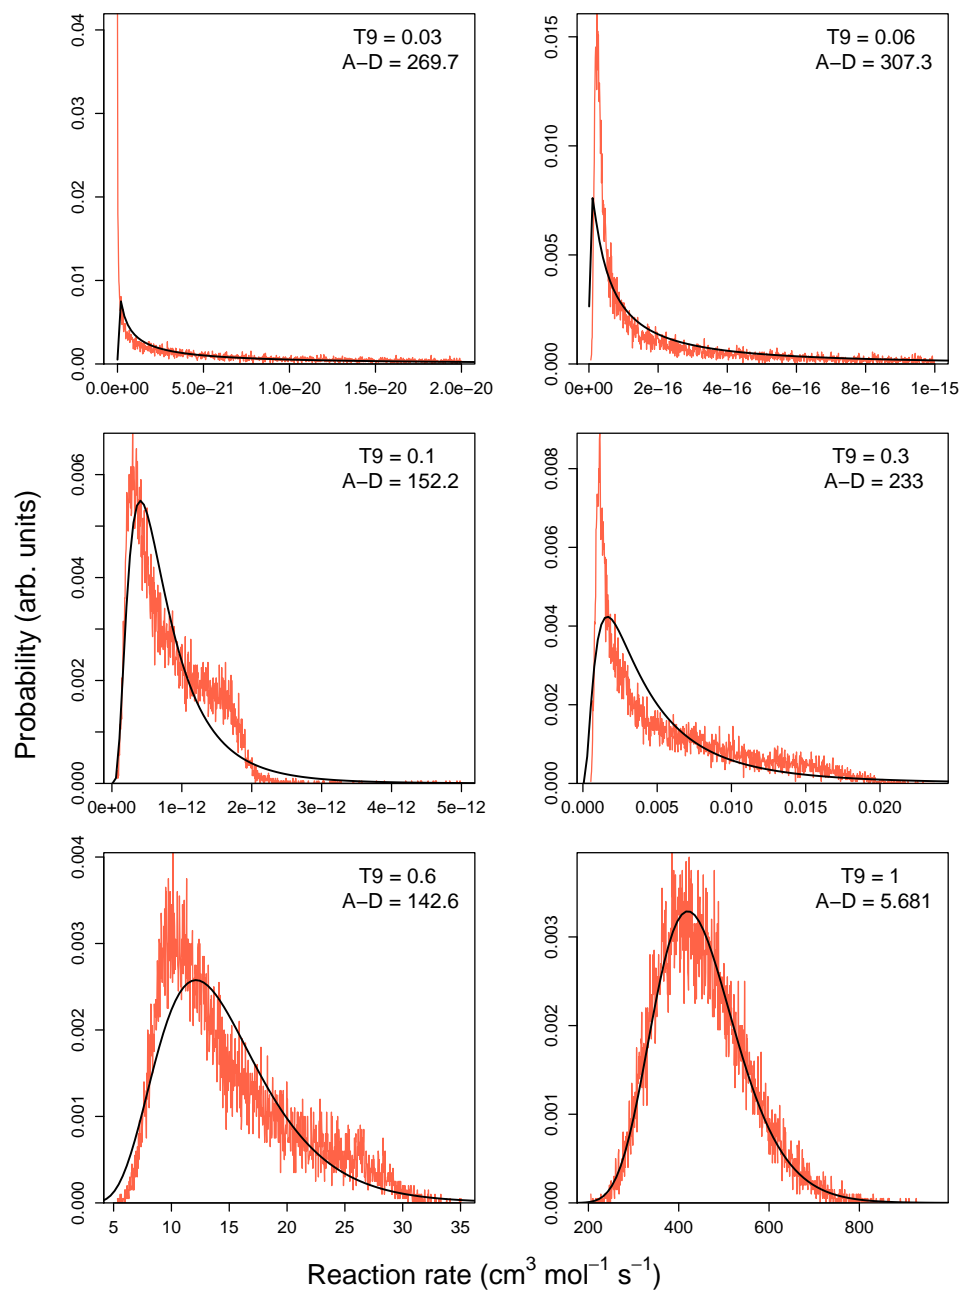 T9 = 0.03
A−D = 269.7
0.00
0.01
0.02
0.03
0.04
0.0e+00
5.0e−21
1.0e−20
1.5e−20
2.0e−20
T9 = 0.06
A−D = 307.3
0.000
0.005
0.010
0.015
0e+00
2e−16
4e−16
6e−16
8e−16
1e−15
T9 = 0.1
A−D = 152.2
0.000
0.002
0.004
0.006
0e+00
1e−12
2e−12
3e−12
4e−12
5e−12
T9 = 0.3
A−D = 233
0.000
0.002
0.004
0.006
0.008
0.000
0.005
0.010
0.015
0.020
T9 = 0.6
A−D = 142.6
0.000
0.001
0.002
0.003
0.004
5
10
15
20
25
30
35
T9 = 1
A−D = 5.681
0.000
0.001
0.002
0.003
200
400
600
800
Probability (arb. units)
Reaction rate (cm³ mol⁻¹ s⁻¹)